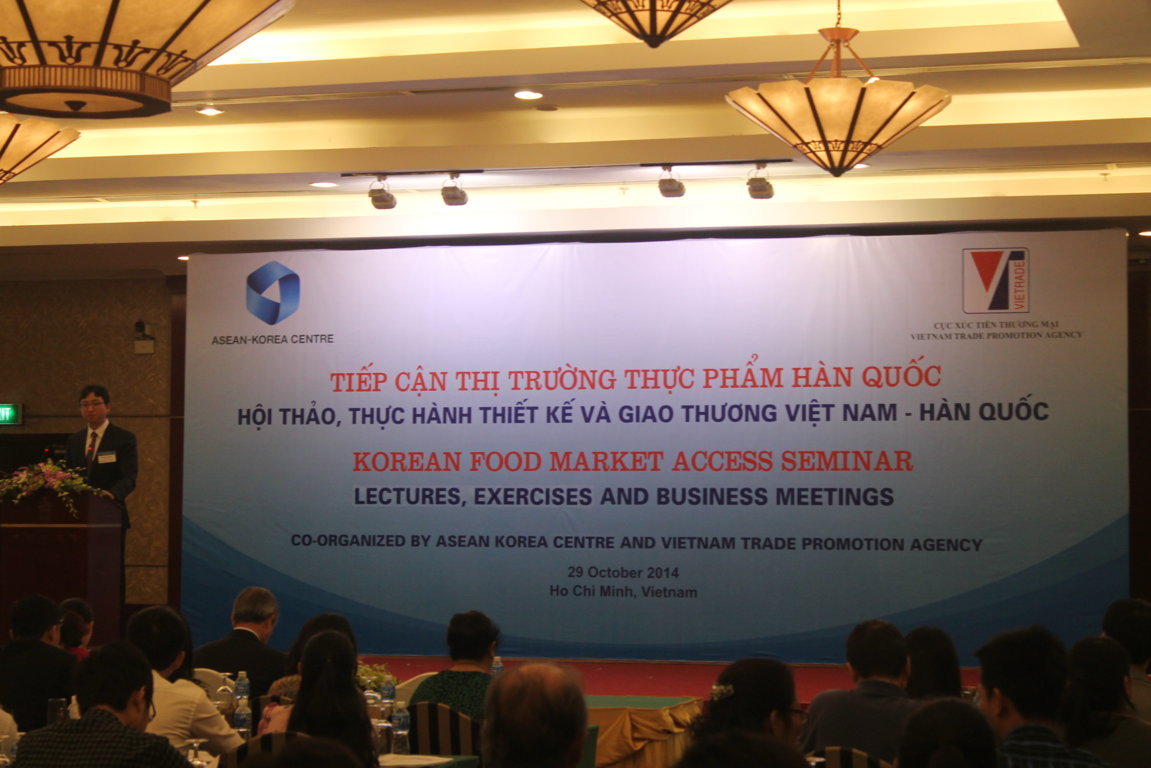 ASEAN-KOREA CENTRE
VIETRADE
CỤC XÚC TIẾN THƯƠNG MẠI
VIETNAM TRADE PROMOTION AGENCY
TIẾP CẬN THỊ TRƯỜNG THỰC PHẨM HÀN QUỐC
HỘI THẢO, THỰC HÀNH THIẾT KẾ VÀ GIAO THƯƠNG VIỆT NAM - HÀN QUỐC
KOREAN FOOD MARKET ACCESS SEMINAR
LECTURES, EXERCISES AND BUSINESS MEETINGS
CO-ORGANIZED BY ASEAN KOREA CENTRE AND VIETNAM TRADE PROMOTION AGENCY
29 October 2014
Ho Chi Minh, Vietnam